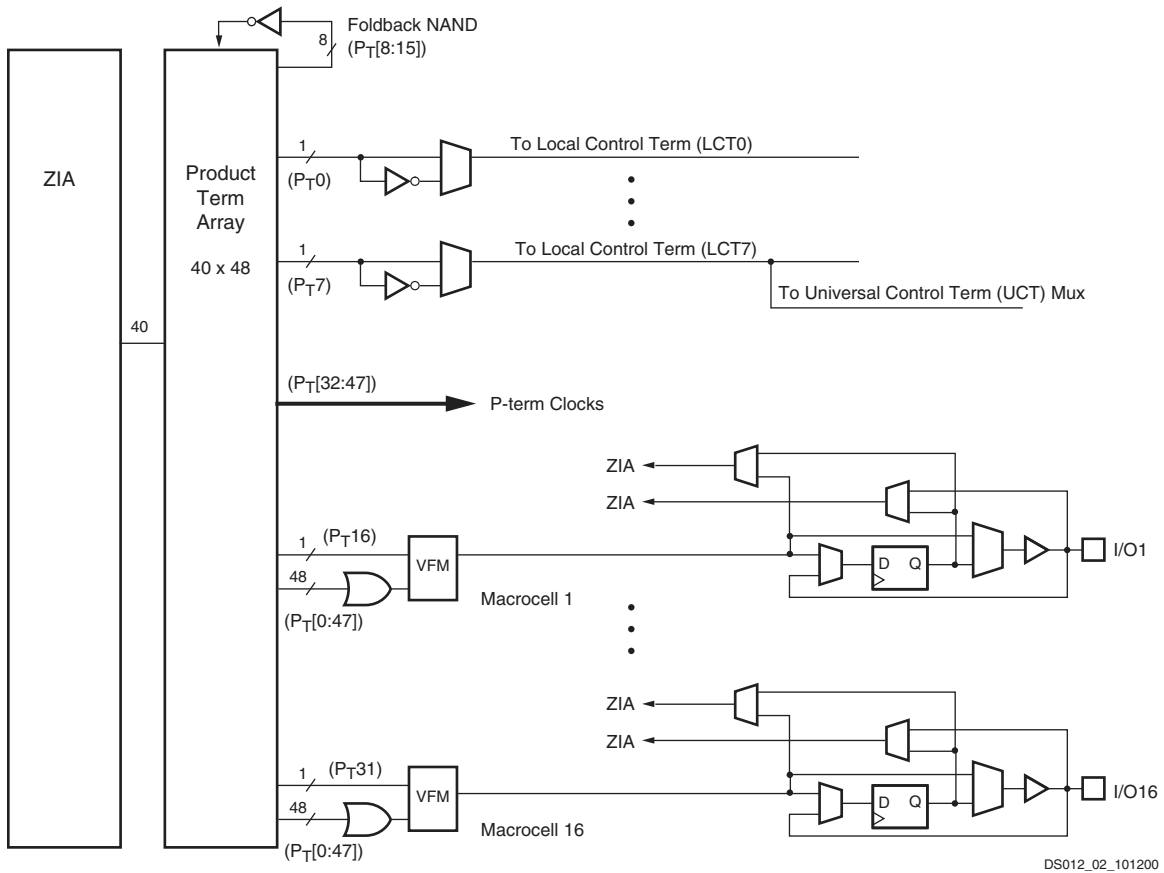 Foldback NAND
8
(PT[8:15])
ZIA
Product
Term
Array
40 x 48
40
1
(PT0)
To Local Control Term (LCT0)
1
(PT7)
To Local Control Term (LCT7)
To Universal Control Term (UCT) Mux
(PT[32:47])
P-term Clocks
ZIA
ZIA
1
(PT16)
48
(PT[0:47])
VFM
Macrocell 1
D Q
I/O1
ZIA
ZIA
1
(PT31)
48
(PT[0:47])
VFM
Macrocell 16
D Q
I/O16
DS012_02_101200